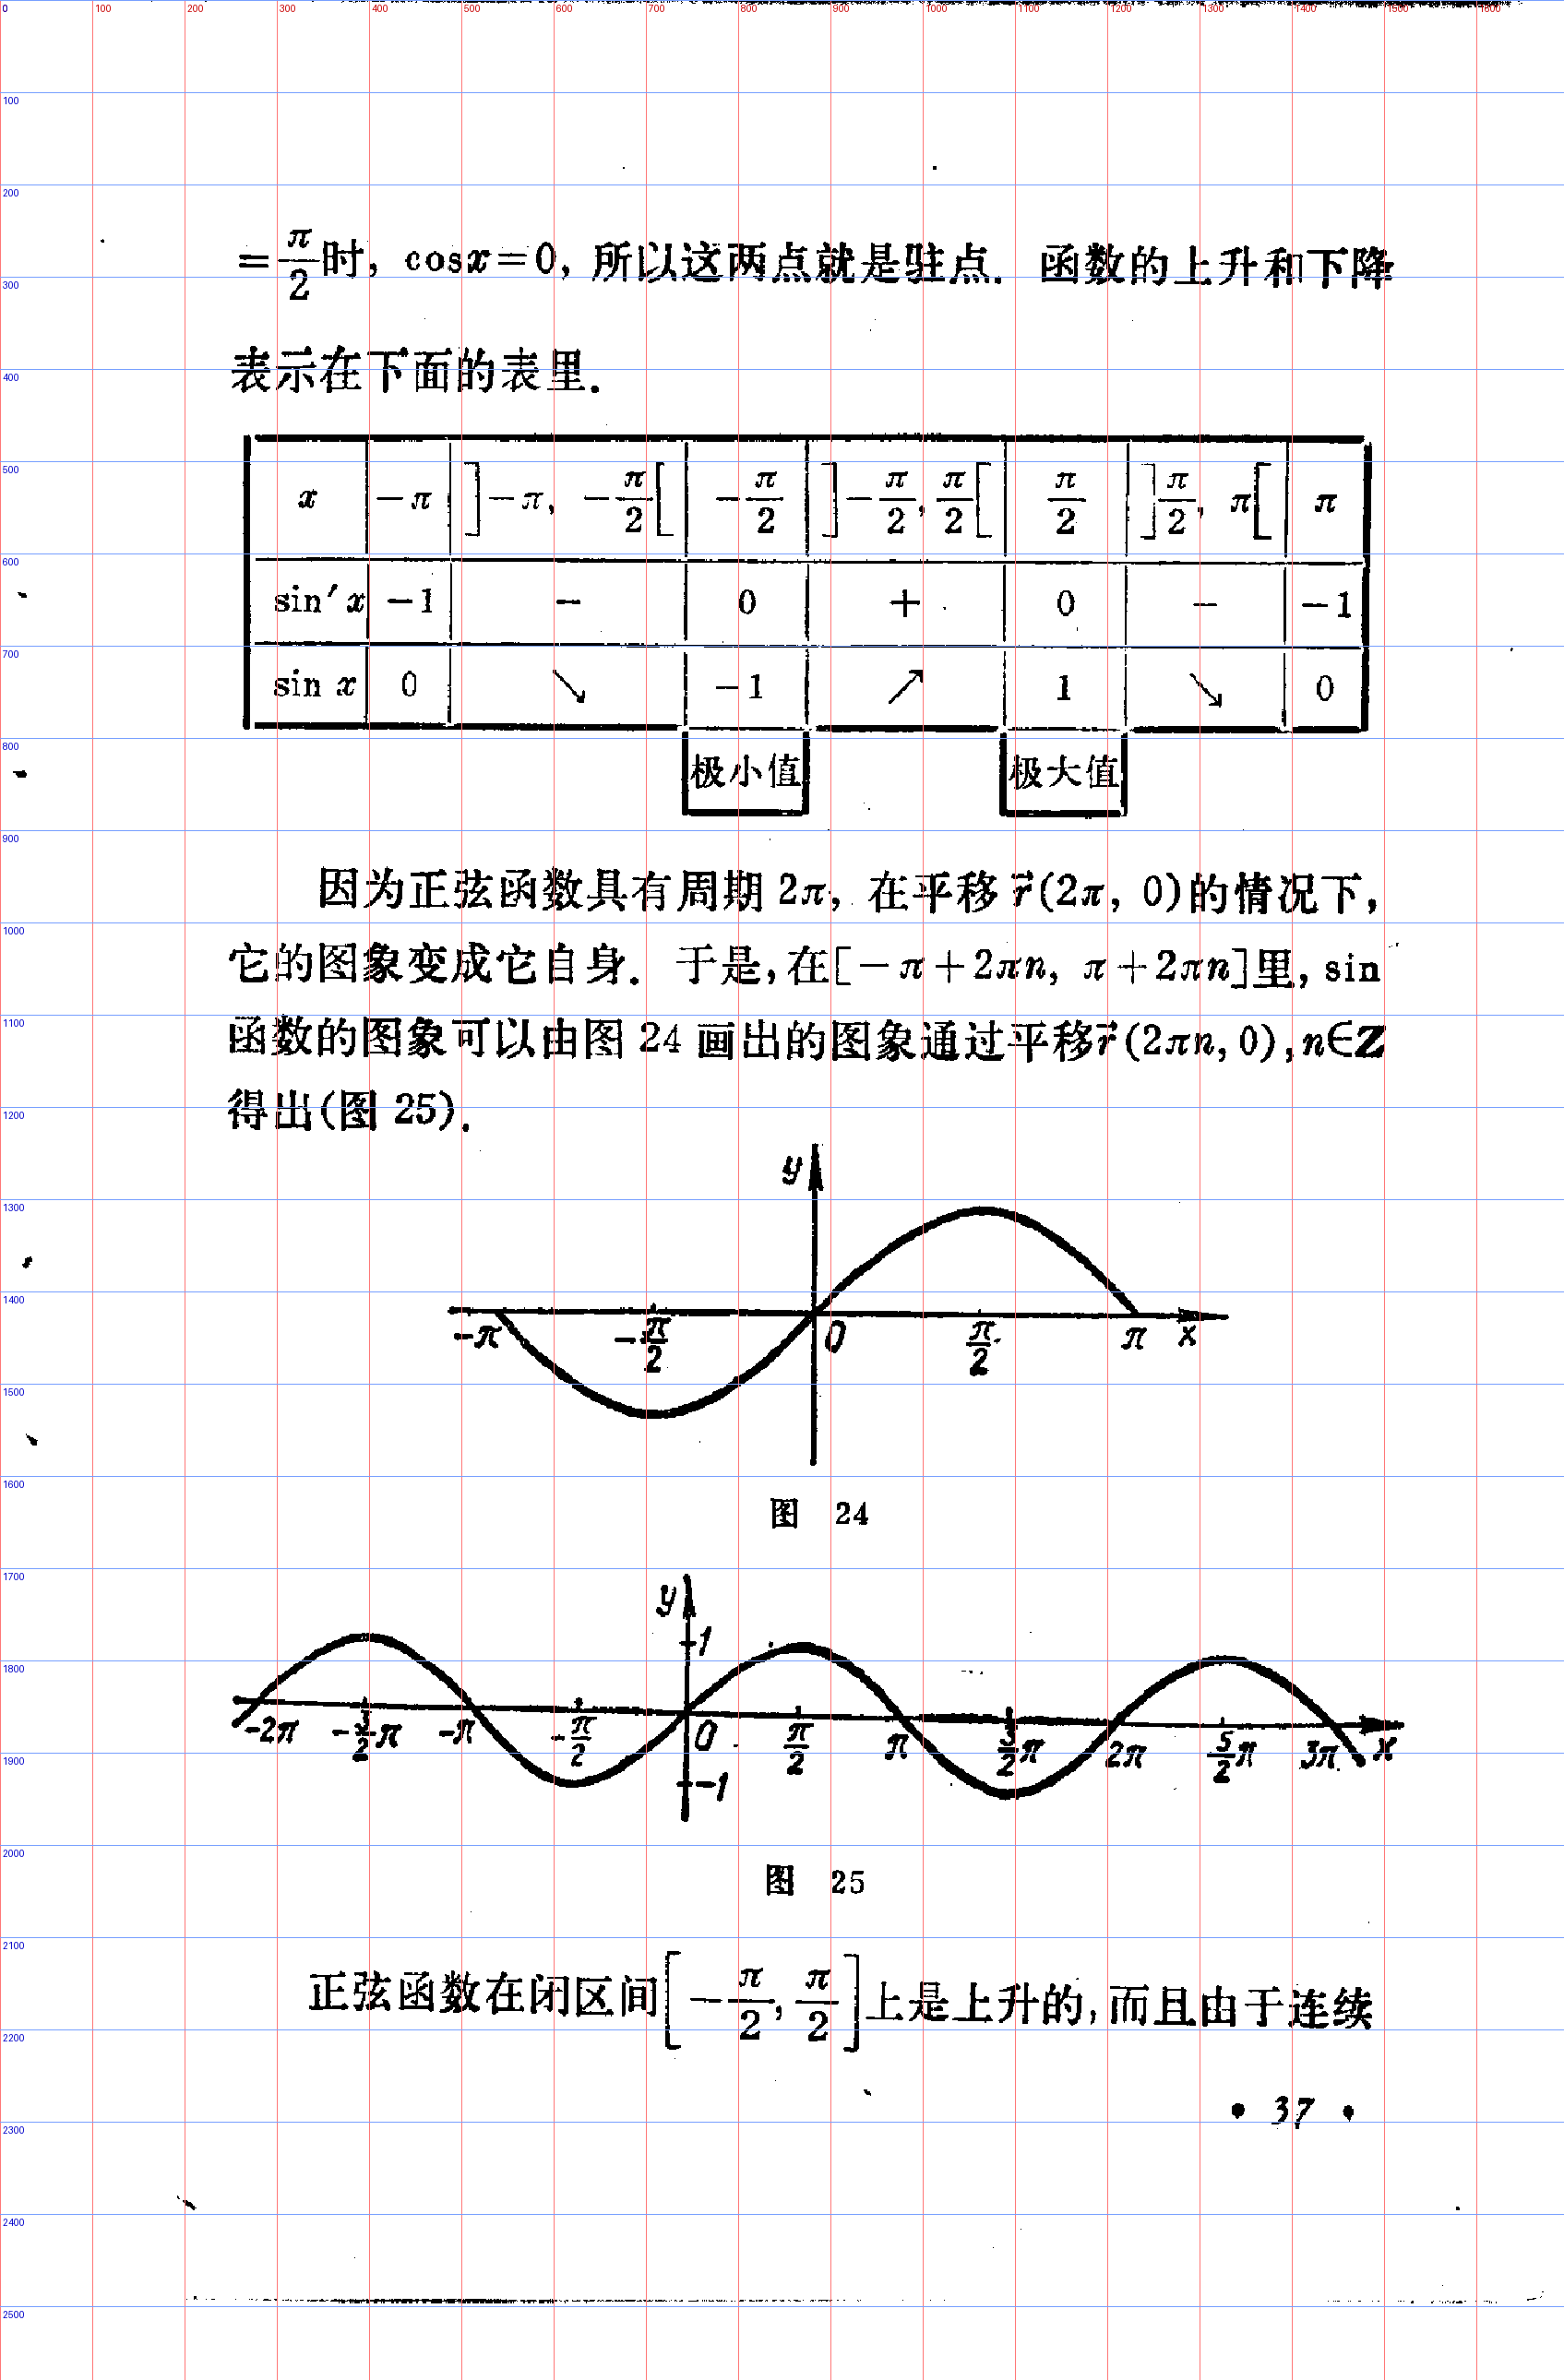 =π/2时, cosx=0, 所以这两点就是驻点. 函数的上升和下降
表示在下面的表里.
x −π ]−π, −π/2[ −π/2 ]−π/2, π/2[ π/2 ]π/2, π[ π
sin′x −1 − 0 + 0 − −1
sin x 0 ↘ −1 ↗ 1 ↘ 0
极小值 极大值
因为正弦函数具有周期 2π, 在平移 r⃗(2π, 0)的情况下,
它的图象变成它自身. 于是, 在[−π+2πn, π+2πn]里, sin
函数的图象可以由图 24 画出的图象通过平移r⃗(2πn, 0), n∈Z
得出(图 25).
y
−π −π/2 0 π/2 π x
图 24
y
1
−2π −3/2π −π −π/2 0 π/2 π 3/2π 2π 5/2π 3π x
−1
图 25
正弦函数在闭区间[−π/2, π/2]上是上升的, 而且由于连续
• 37 •